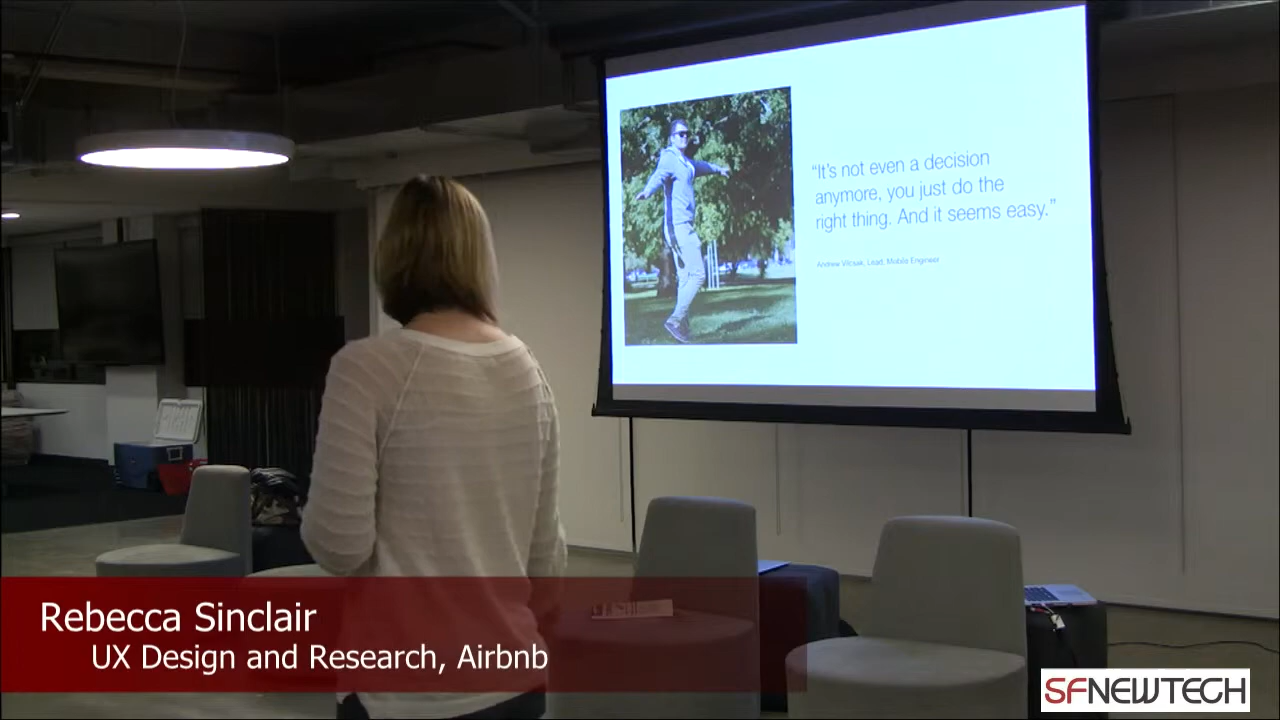 “It’s not even a decision
anymore, you just do the
right thing. And it seems easy.”
Andrew Vilcsak, Lead, Mobile Engineer
Rebecca Sinclair
UX Design and Research, Airbnb
SFNEWTECH